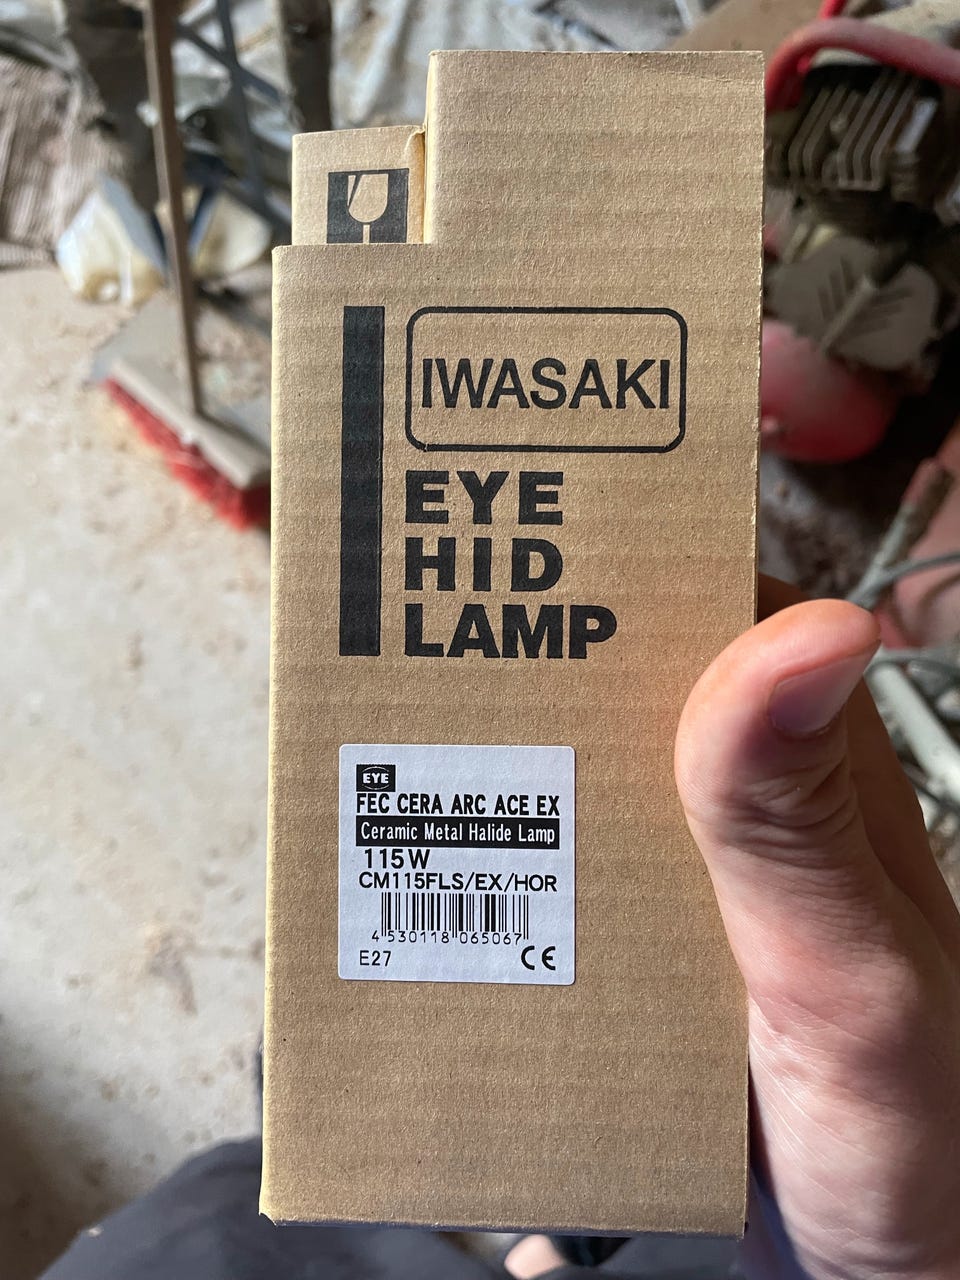 IWASAKI
EYE
HID
LAMP
EYE
FEC CERA ARC ACE EX
Ceramic Metal Halide Lamp
115W
CM115FLS/EX/HOR
4 530118 065067
E27 CE